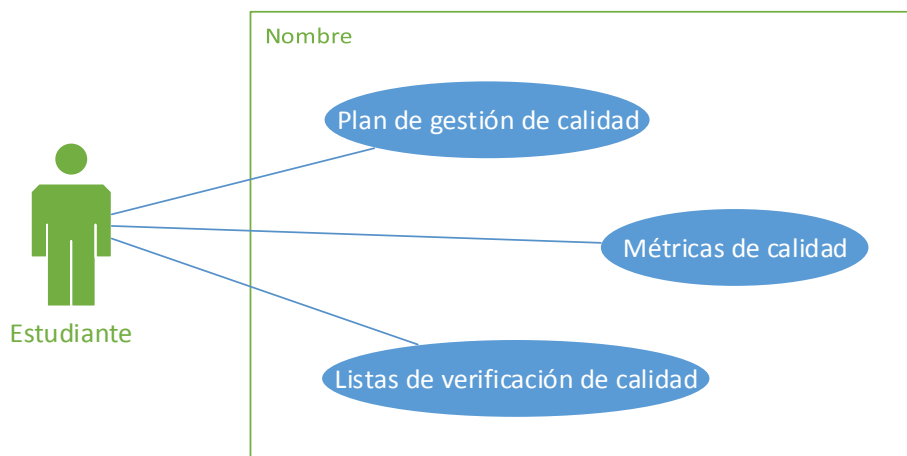 Nombre
Plan de gestión de calidad
Métricas de calidad
Estudiante
Listas de verificación de calidad